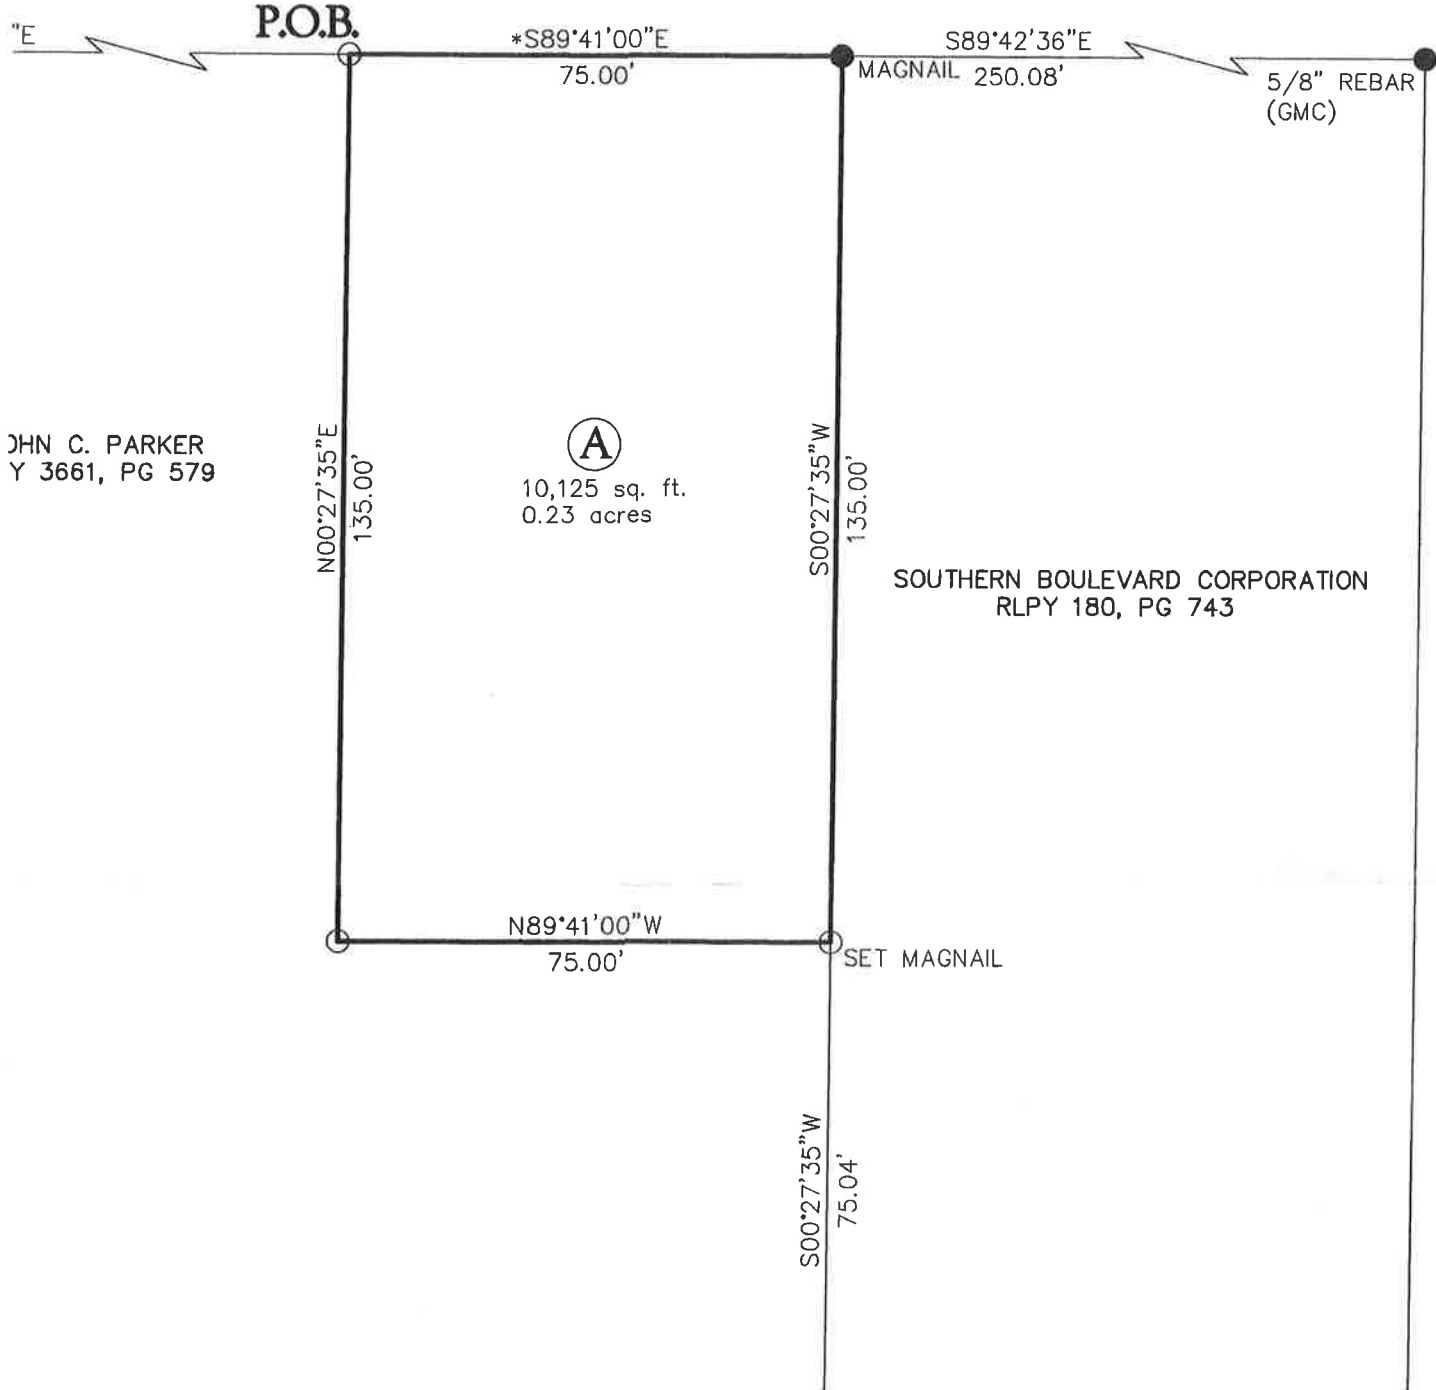 "E
P.O.B.
*S89°41'00"E
75.00'
S89°42'36"E
MAGNAIL 250.08'
5/8" REBAR
(GMC)
OHN C. PARKER
Y 3661, PG 579
N00°27'35"E
135.00'
A
10,125 sq. ft.
0.23 acres
S00°27'35"W
135.00'
SOUTHERN BOULEVARD CORPORATION
RLPY 180, PG 743
N89°41'00"W
75.00'
SET MAGNAIL
S00°27'35"W
75.04'